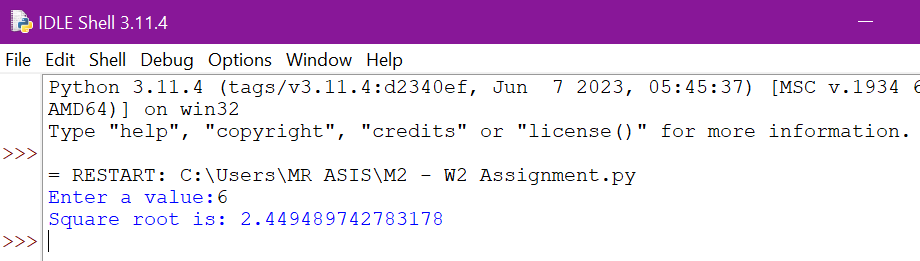 IDLE Shell 3.11.4
File Edit Shell Debug Options Window Help
Python 3.11.4 (tags/v3.11.4:d2340ef, Jun  7 2023, 05:45:37) [MSC v.1934 6
AMD64)] on win32
Type "help", "copyright", "credits" or "license()" for more information.
>>>
= RESTART: C:\Users\MR ASIS\M2 - W2 Assignment.py
Enter a value:6
Square root is: 2.449489742783178
>>>